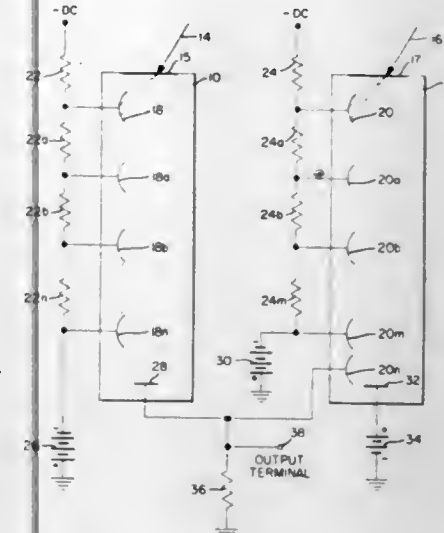 - DC
- DC
14
16
15
10
17
22
24
18
20
22a
24a
18a
20a
22b
24b
18b
20b
22n
24m
18n
20m
30
28
20n
32
38
34
OUTPUT
TERMINAL
36